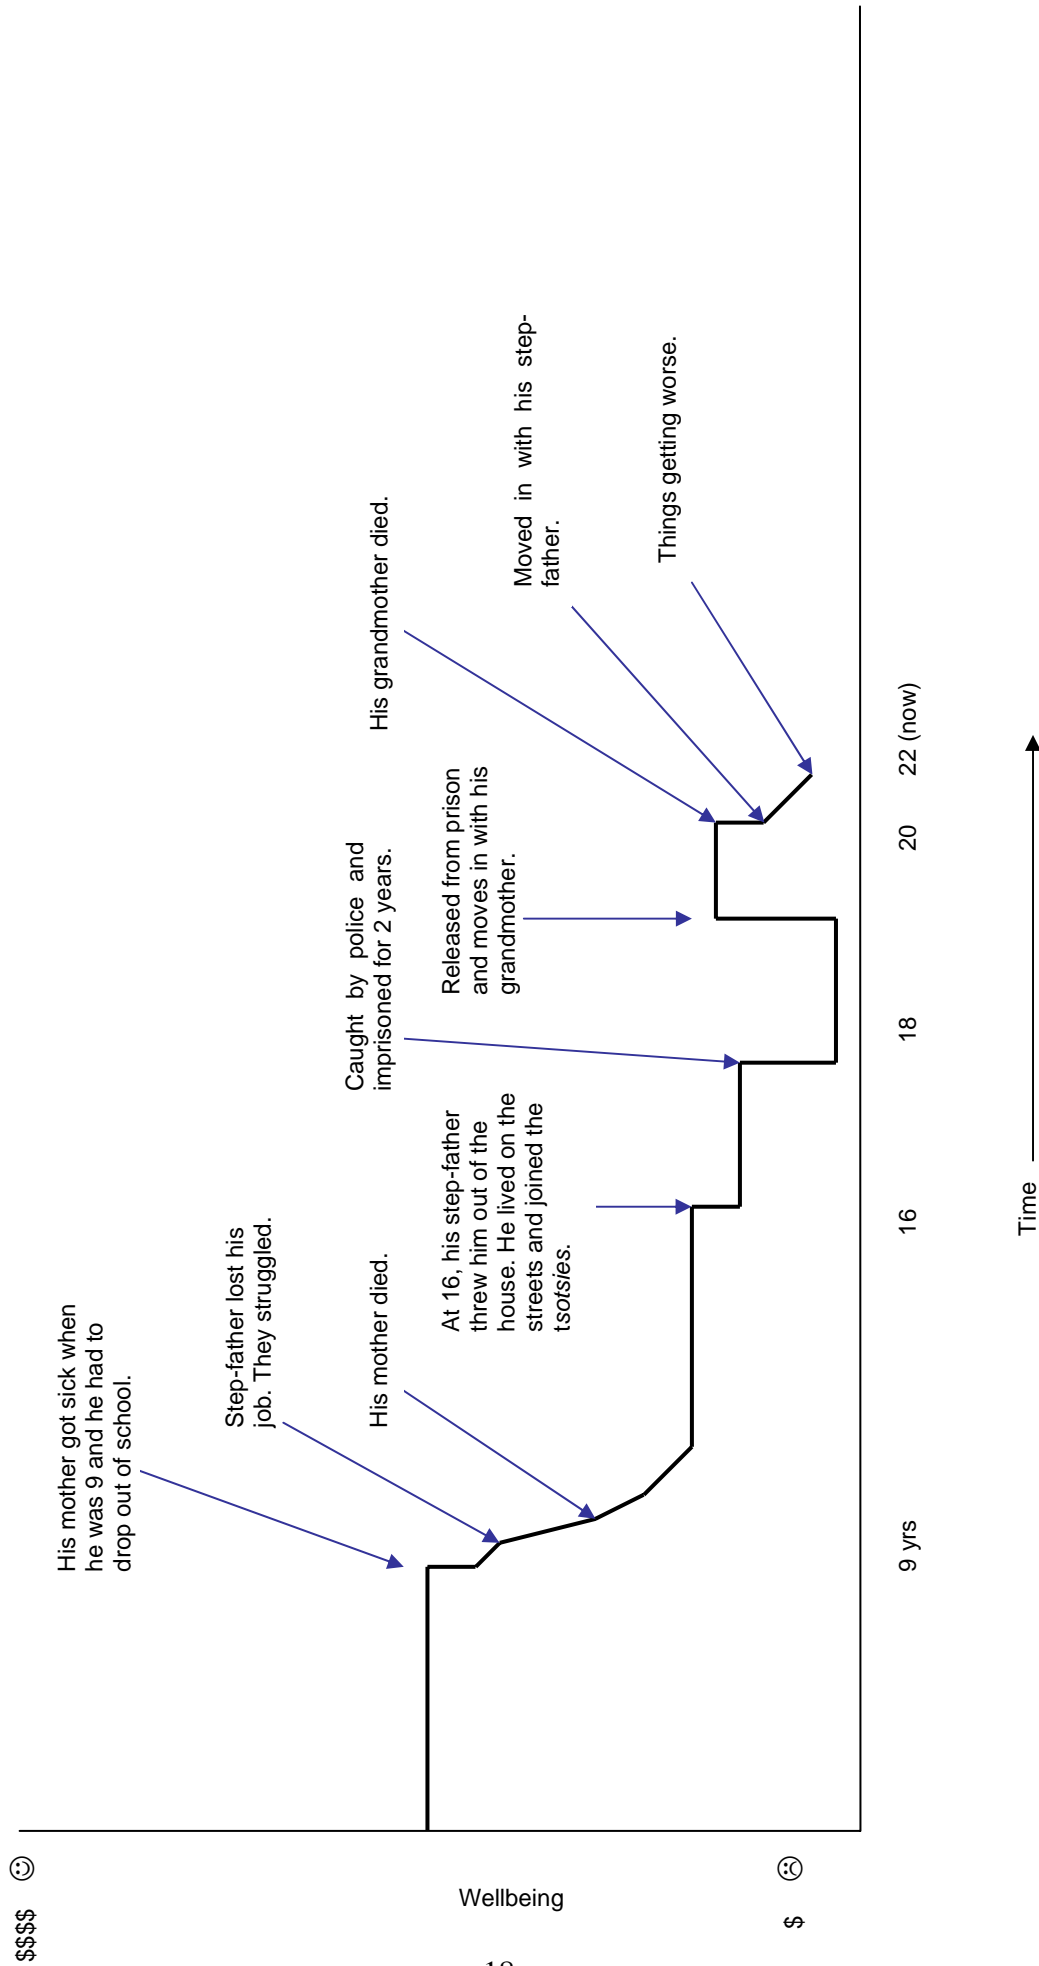 $$$$ ☺
His mother got sick when
he was 9 and he had to
drop out of school.
Step-father lost his
job. They struggled.
His mother died.
At 16, his step-father
threw him out of the
house. He lived on the
streets and joined the
tsotsies.
Caught by police and
imprisoned for 2 years.
Released from prison
and moves in with his
grandmother.
His grandmother died.
Moved in with his step-
father.
Things getting worse.
Wellbeing
$ ☹
9 yrs
16
18
20
22 (now)
Time